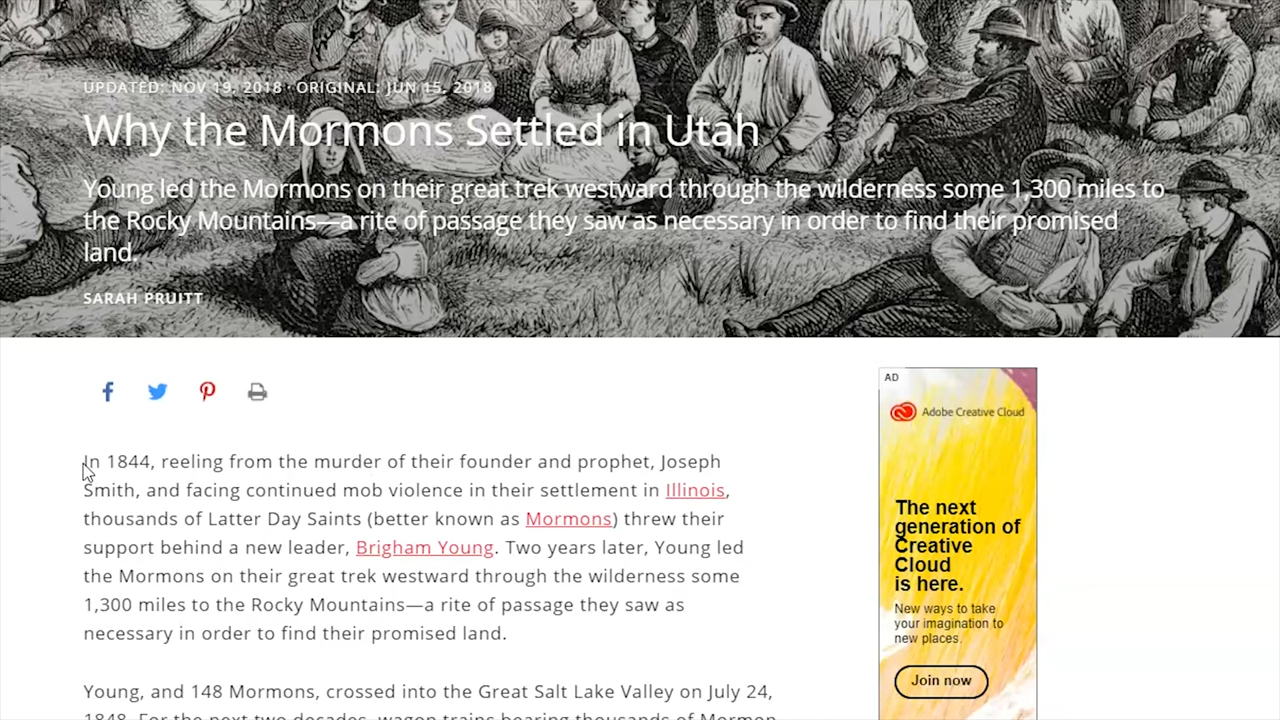 UPDATED: NOV 19, 2018 · ORIGINAL: JUN 15, 2018
Why the Mormons Settled in Utah
Young led the Mormons on their great trek westward through the wilderness some 1,300 miles to
the Rocky Mountains—a rite of passage they saw as necessary in order to find their promised
land.
SARAH PRUITT
In 1844, reeling from the murder of their founder and prophet, Joseph
Smith, and facing continued mob violence in their settlement in Illinois,
thousands of Latter Day Saints (better known as Mormons) threw their
support behind a new leader, Brigham Young. Two years later, Young led
the Mormons on their great trek westward through the wilderness some
1,300 miles to the Rocky Mountains—a rite of passage they saw as
necessary in order to find their promised land.
Young, and 148 Mormons, crossed into the Great Salt Lake Valley on July 24,
1848. For the next two decades, wagon trains bearing thousands of Mormon
AD
Adobe Creative Cloud
The next
generation of
Creative
Cloud
is here.
New ways to take
your imagination to
new places.
Join now